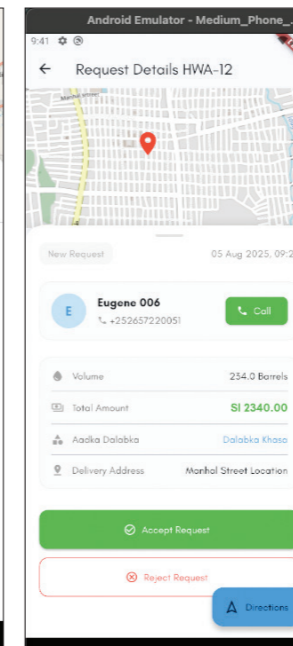 Android Emulator - Medium_Phone_
9:41
Request Details HWA-12
New Request
05 Aug 2025, 09:2
E
Eugene 006
+252657220051
Call
Volume
234.0 Barrels
Total Amount
Sl 2340.00
Aadka Dalabka
Dalabka Khaso
Delivery Address
Manhal Street Location
Accept Request
Reject Request
Directions